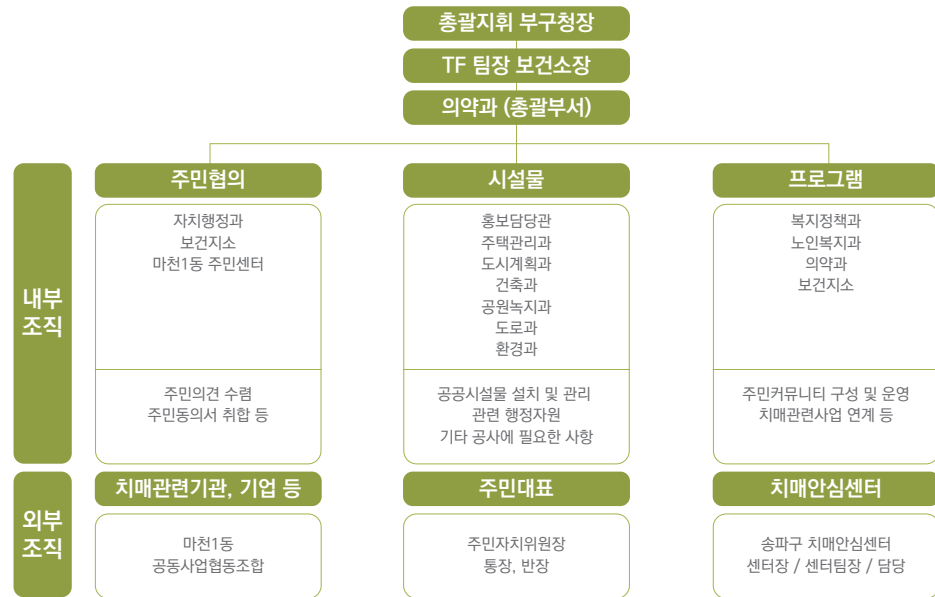 총괄지휘 부구청장
TF 팀장 보건소장
의약과 (총괄부서)
내부
조직
주민협의
자치행정과
보건지소
마천1동 주민센터
주민의견 수렴
주민동의서 취합 등
시설물
홍보담당관
주택관리과
도시계획과
건축과
공원녹지과
도로과
환경과
공공시설물 설치 및 관리
관련 행정자원
기타 공사에 필요한 사항
프로그램
복지정책과
노인복지과
의약과
보건지소
주민커뮤니티 구성 및 운영
치매관련사업 연계 등
외부
조직
치매관련기관, 기업 등
마천1동
공동사업협동조합
주민대표
주민자치위원장
통장, 반장
치매안심센터
송파구 치매안심센터
센터장 / 센터팀장 / 담당